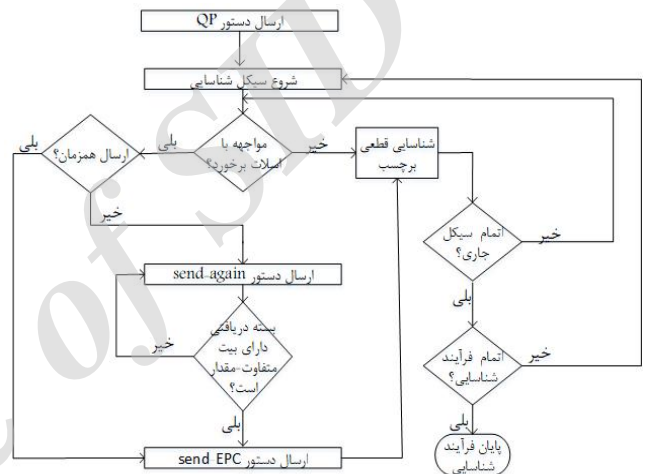 ارسال دستور QP
شروع سیکل شناسایی
مواجهه با
اسلات برخورد؟
بلی
خیر
ارسال همزمان؟
بلی
خیر
شناسایی قطعی
برچسب
اتمام سیکل
جاری؟
خیر
بلی
ارسال دستور send-again
بسته دریافتی
دارای بیت
متفاوت-مقدار
است؟
خیر
بلی
اتمام فرآیند
شناسایی؟
خیر
بلی
ارسال دستور send EPC
پایان فرآیند
شناسایی
of SID